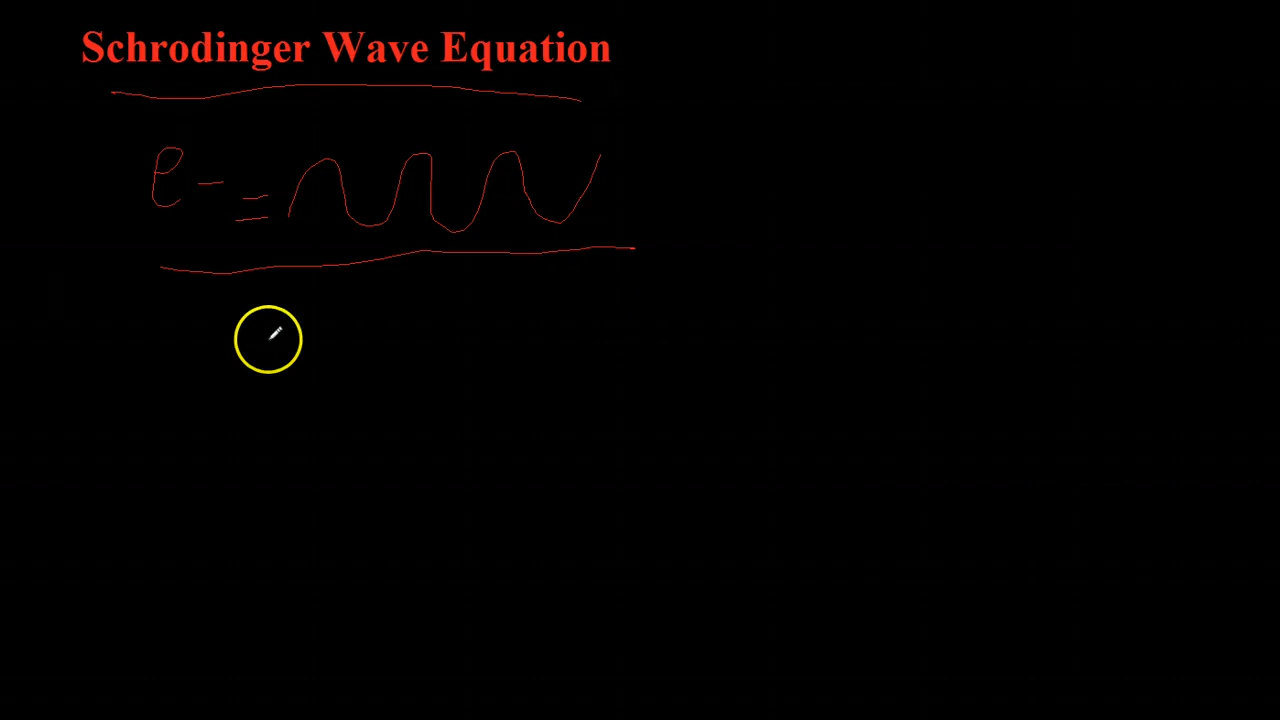 Schrodinger Wave Equation
e- =